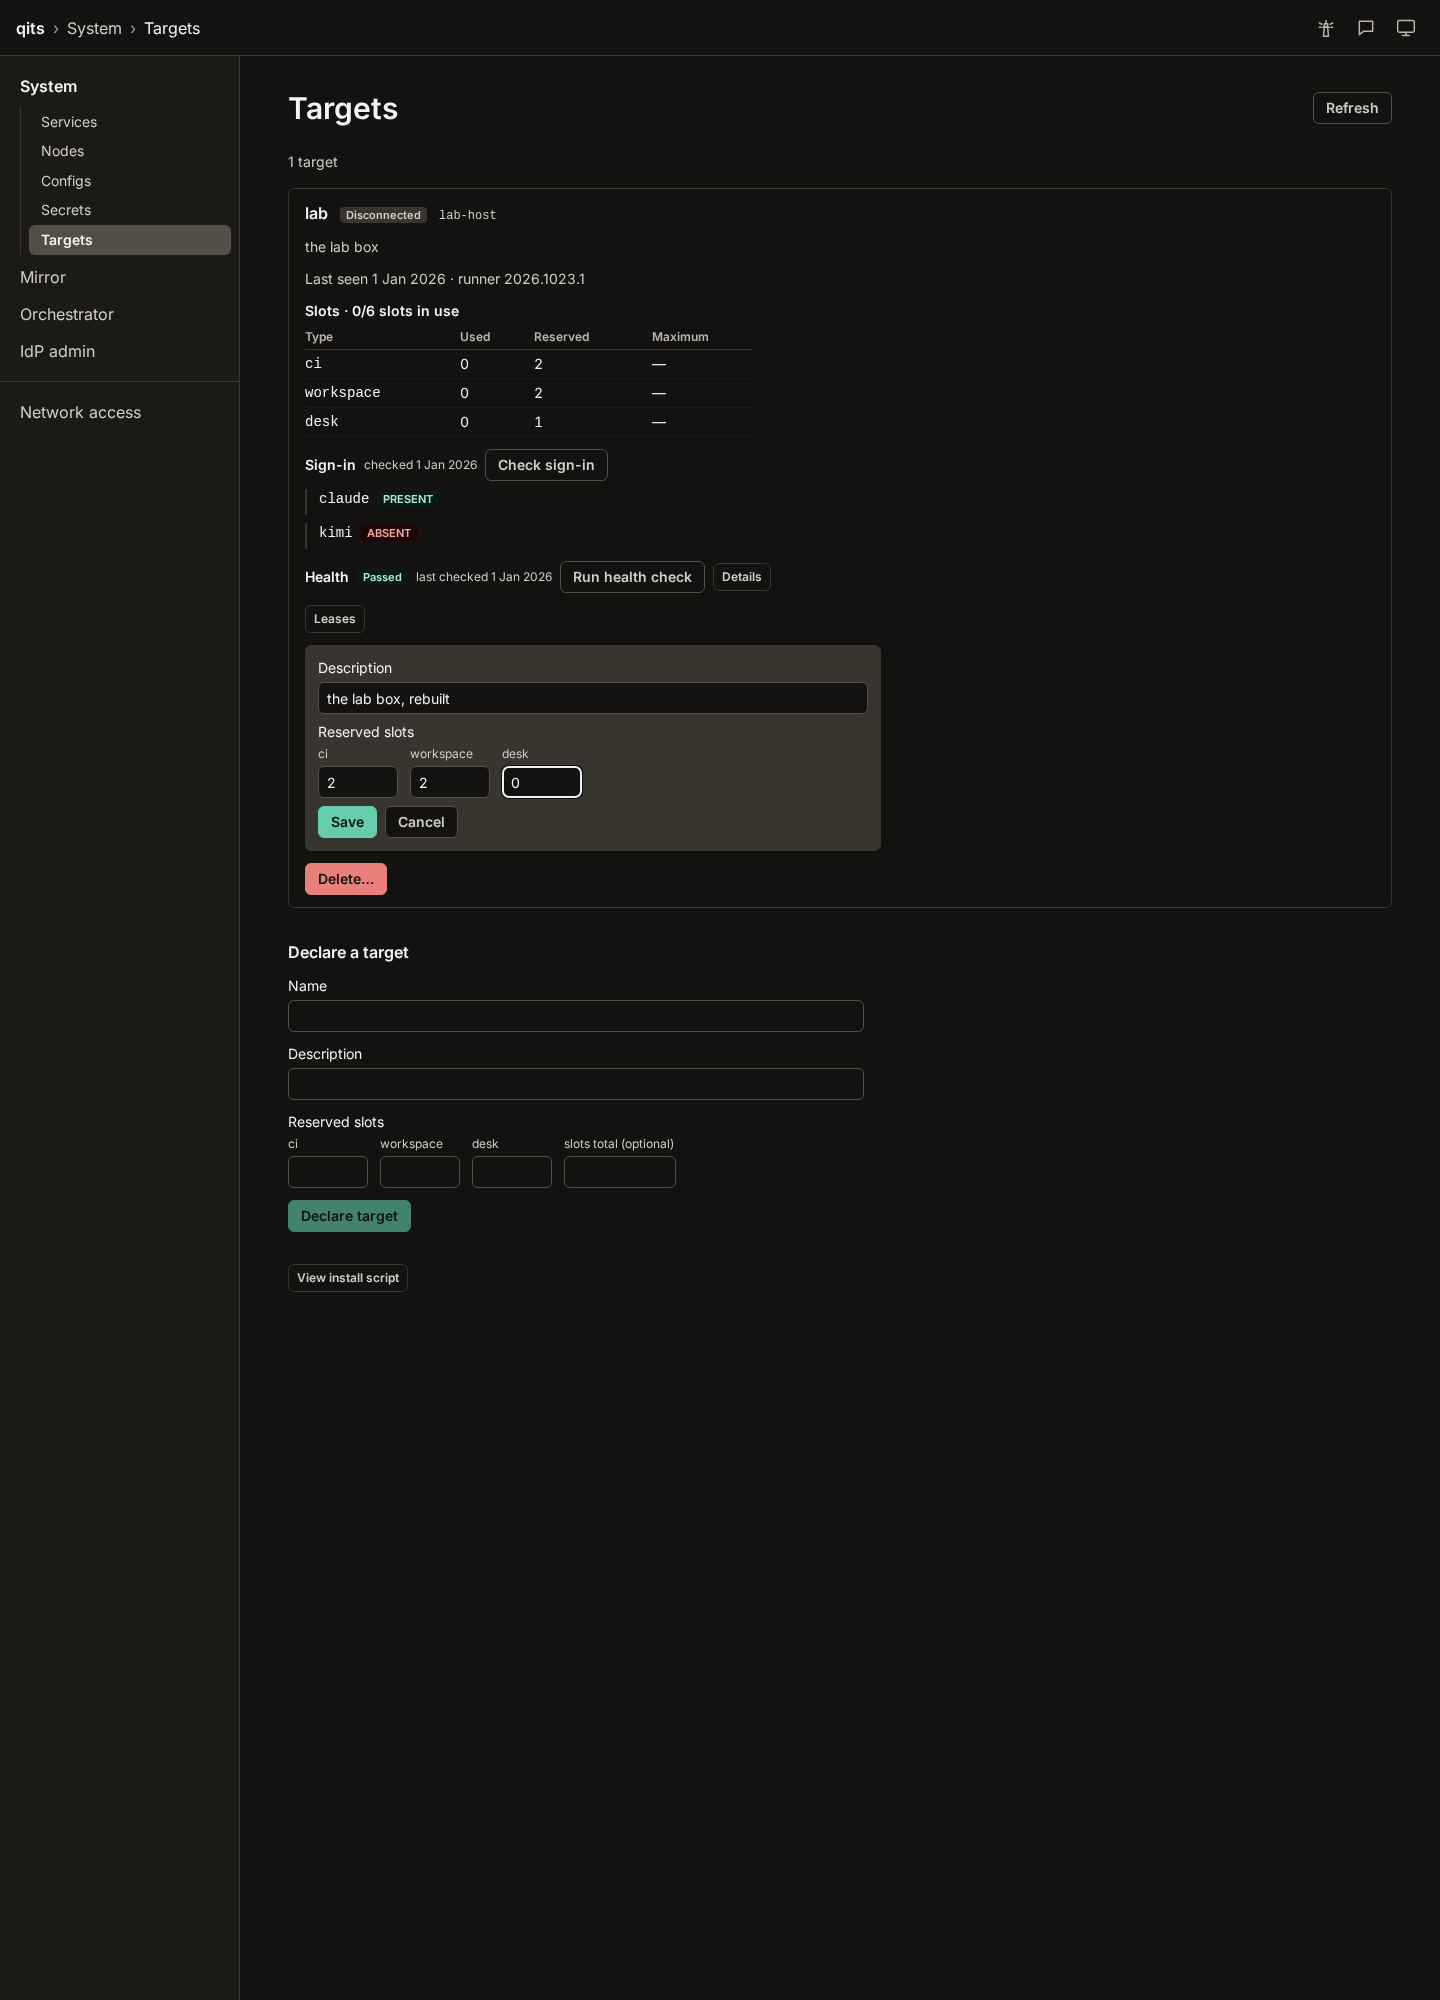 qits › System › Targets
System
Services
Nodes
Configs
Secrets
Targets
Mirror
Orchestrator
IdP admin
Network access
Targets
Refresh
1 target
lab Disconnected lab-host
the lab box
Last seen 1 Jan 2026 · runner 2026.1023.1
Slots · 0/6 slots in use
Type Used Reserved Maximum
ci 0 2 —
workspace 0 2 —
desk 0 1 —
Sign-in checked 1 Jan 2026 Check sign-in
claude PRESENT
kimi ABSENT
Health Passed last checked 1 Jan 2026 Run health check Details
Leases
Description
the lab box, rebuilt
Reserved slots
ci workspace desk
2 2 0
Save Cancel
Delete...
Declare a target
Name
Description
Reserved slots
ci workspace desk slots total (optional)
Declare target
View install script